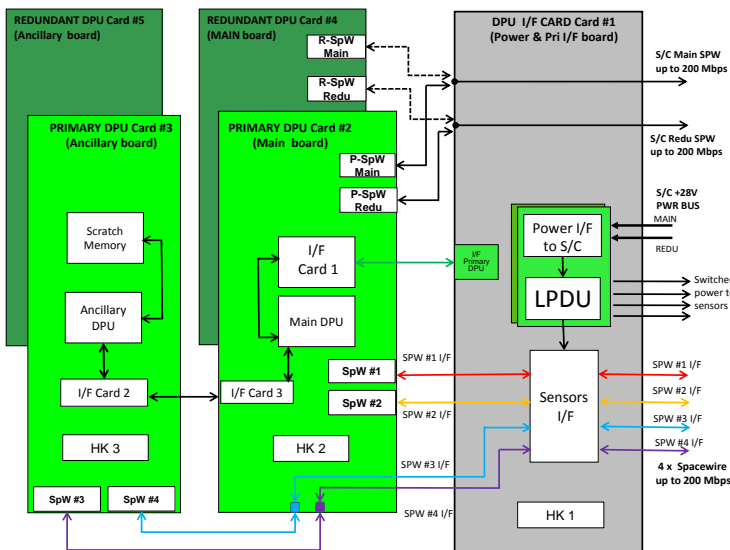 REDUNDANT DPU Card #5
(Ancillary board)
REDUNDANT DPU Card #4
(MAIN board)
R-SpW
Main
R-SpW
Redu
DPU I/F CARD Card #1
(Power & Pri I/F board)
S/C Main SPW
up to 200 Mbps
S/C Redu SPW
up to 200 Mbps
PRIMARY DPU Card #3
(Ancillary board)
PRIMARY DPU Card #2
(Main board)
P-SpW
Main
P-SpW
Redu
S/C +28V
PWR BUS
MAIN
REDU
Scratch
Memory
Ancillary
DPU
I/F Card 2
HK 3
SpW #3
SpW #4
I/F
Card 1
Main DPU
I/F Card 3
SpW #1
SpW #2
HK 2
I/F
Primary
DPU
Power I/F
to S/C
LPDU
Switche
power to
sensors
SPW #1 I/F
SPW #2 I/F
SPW #3 I/F
SPW #4 I/F
Sensors
I/F
HK 1
SPW #1 I/F
SPW #2 I/F
SPW #3 I/F
SPW #4 I/F
4 x Spacewire
up to 200 Mbps